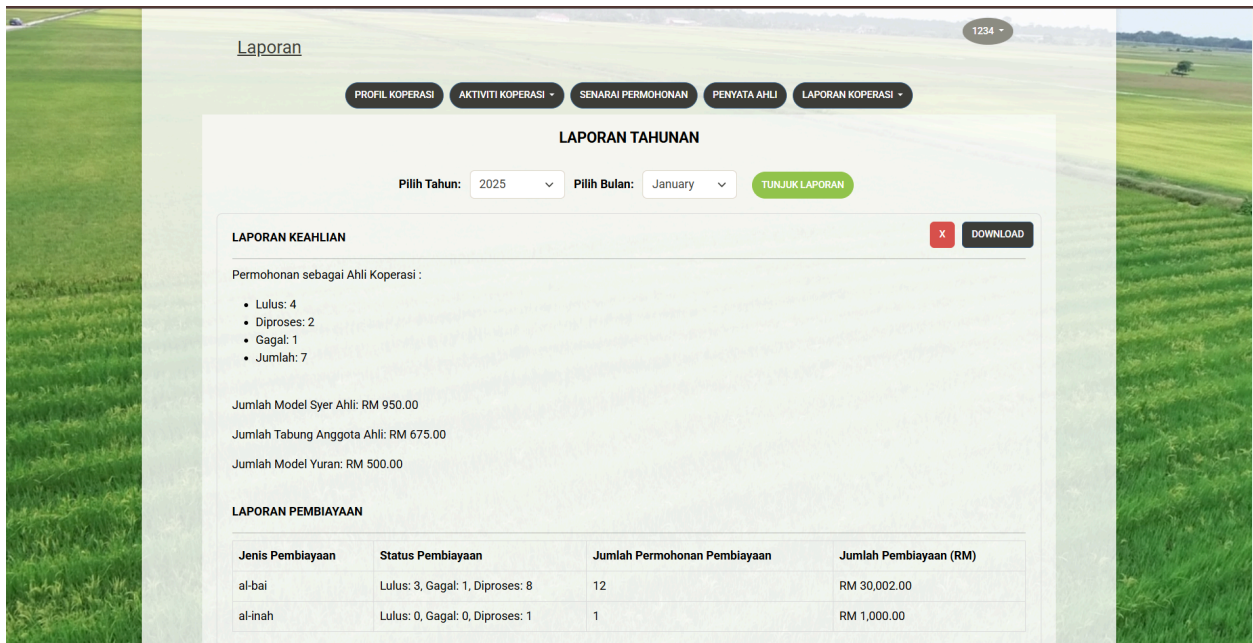 1234
Laporan
PROFIL KOPERASI AKTIVITI KOPERASI SENARAI PERMOHONAN PENYATA AHLI LAPORAN KOPERASI
LAPORAN TAHUNAN
Pilih Tahun: 2025 Pilih Bulan: January TUNJUK LAPORAN
LAPORAN KEAHLIAN X DOWNLOAD
Permohonan sebagai Ahli Koperasi :
• Lulus: 4
• Diproses: 2
• Gagal: 1
• Jumlah: 7
Jumlah Model Syer Ahli: RM 950.00
Jumlah Tabung Anggota Ahli: RM 675.00
Jumlah Model Yuran: RM 500.00
LAPORAN PEMBIAYAAN
Jenis Pembiayaan Status Pembiayaan Jumlah Permohonan Pembiayaan Jumlah Pembiayaan (RM)
al-bai Lulus: 3, Gagal: 1, Diproses: 8 12 RM 30,002.00
al-inah Lulus: 0, Gagal: 0, Diproses: 1 1 RM 1,000.00